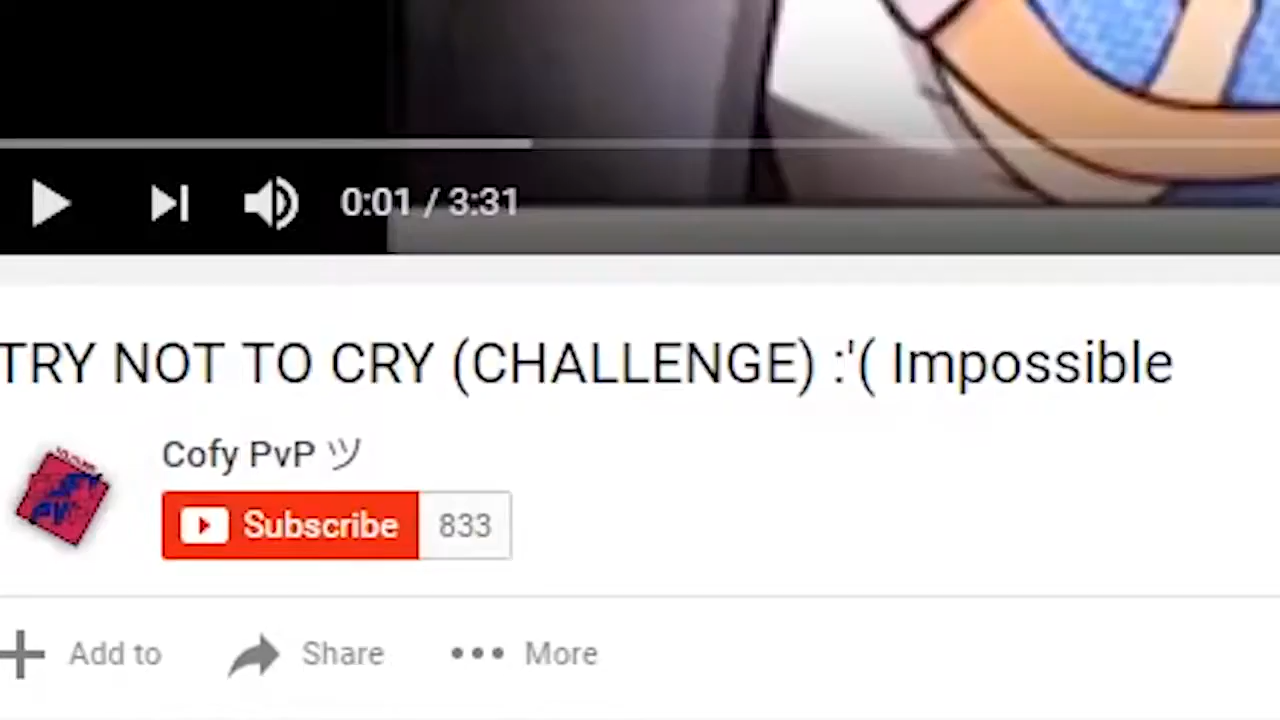 0:01 / 3:31
TRY NOT TO CRY (CHALLENGE) :'( Impossible
Cofy PvP ツ
Subscribe 833
Add to Share More